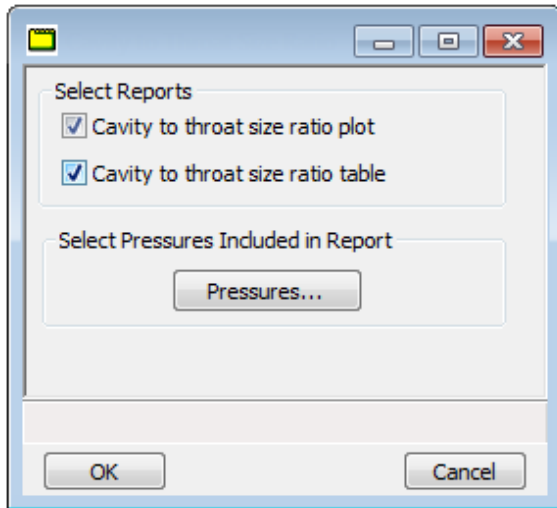 Select Reports
Cavity to throat size ratio plot
Cavity to throat size ratio table
Select Pressures Included in Report
Pressures...
OK
Cancel